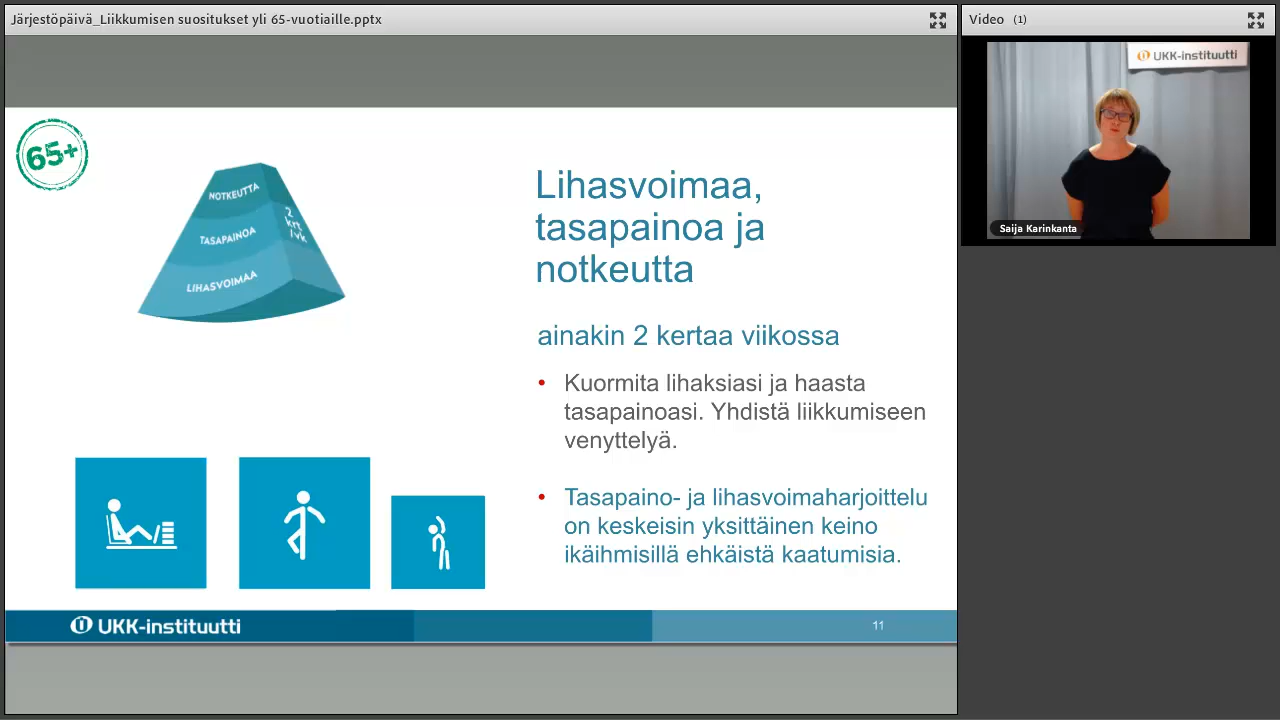 Järjestöpäivä_Liikkumisen suositukset yli 65-vuotiaille.pptx
Video (1)
UKK-instituutti
Saija Karinkanta
65+
NOTKEUTTA
2
krt
/vk
TASAPAINOA
LIHASVOIMAA
Lihasvoimaa,
tasapainoa ja
notkeutta
ainakin 2 kertaa viikossa
• Kuormita lihaksiasi ja haasta
tasapainoasi. Yhdistä liikkumiseen
venyttelyä.
• Tasapaino- ja lihasvoimaharjoittelu
on keskeisin yksittäinen keino
ikäihmisillä ehkäistä kaatumisia.
UKK-instituutti
11